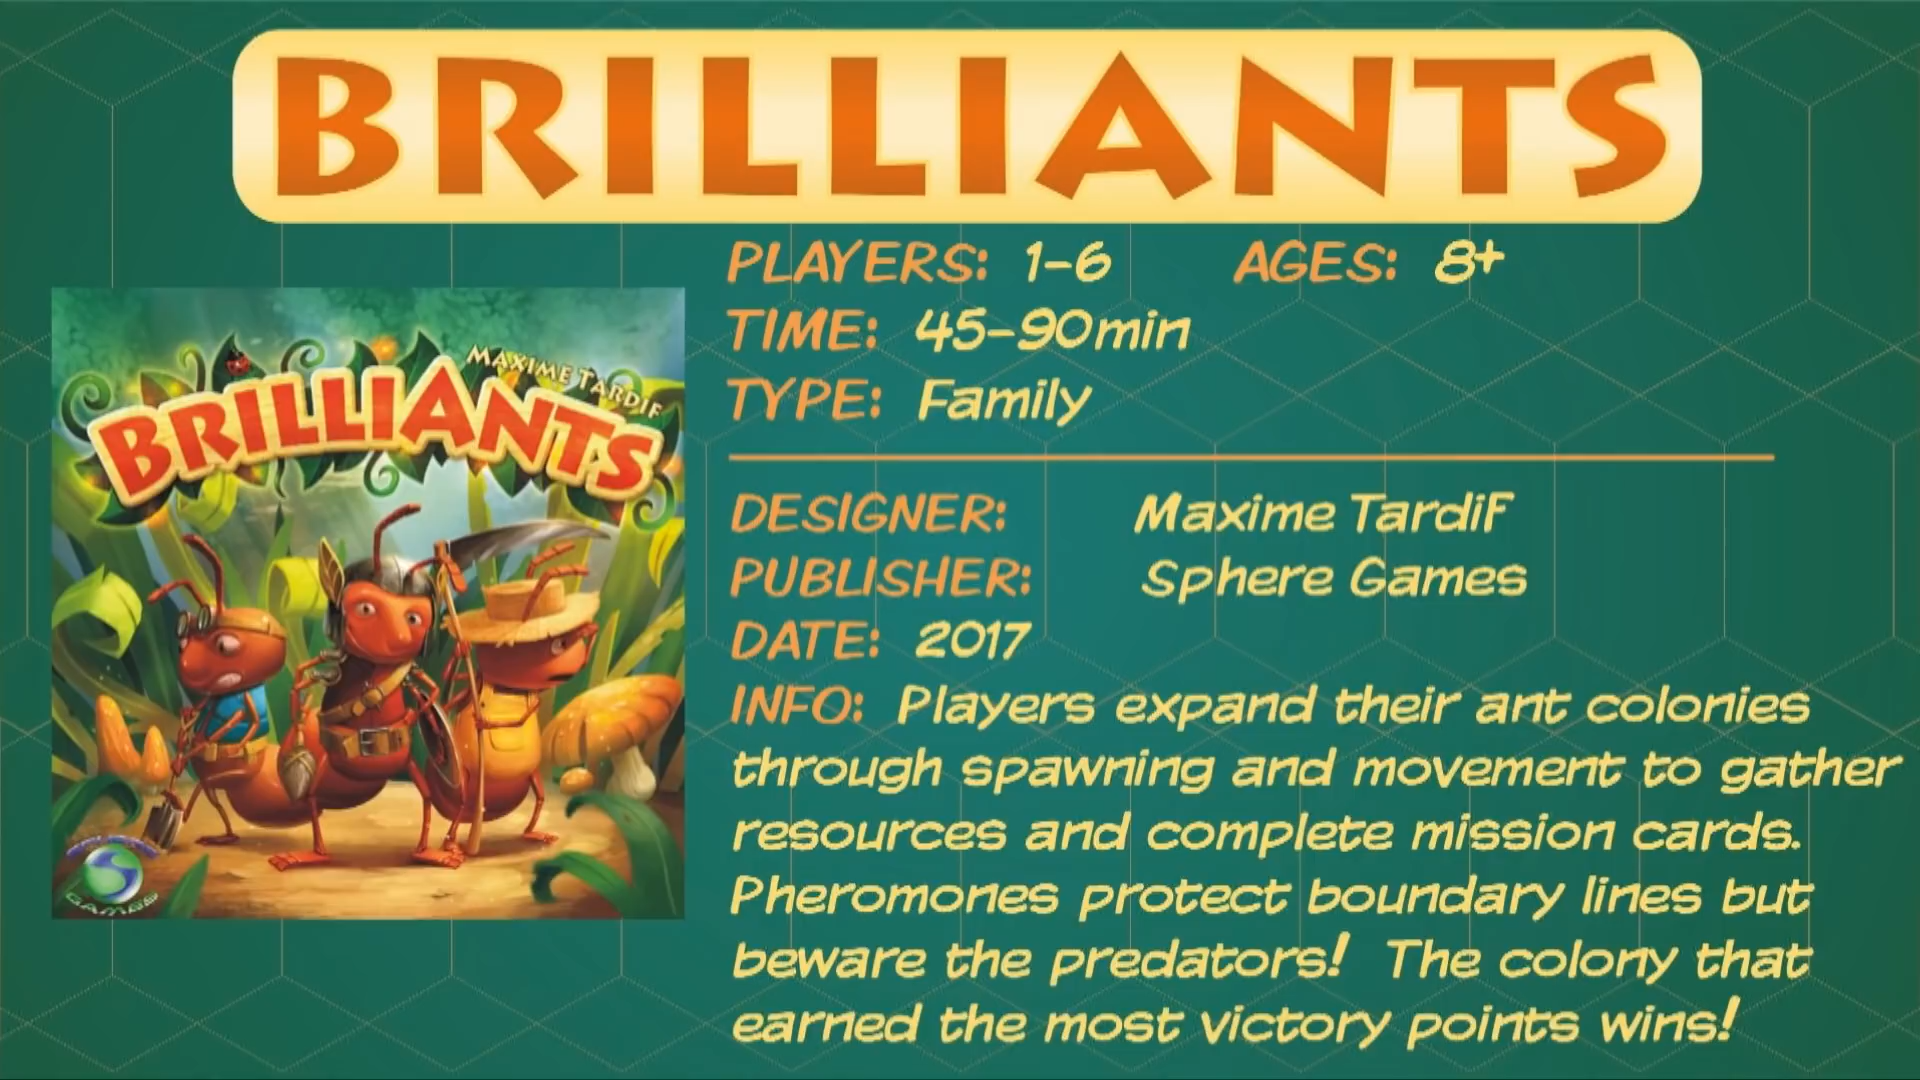 BRILLIANTS
PLAYERS: 1-6 AGES: 8+
TIME: 45-90min
TYPE: Family
MAXIME TARDIF
BRILLIANTS
GAMES
DESIGNER: Maxime Tardif
PUBLISHER: Sphere Games
DATE: 2017
INFO: Players expand their ant colonies
through spawning and movement to gather
resources and complete mission cards.
Pheromones protect boundary lines but
beware the predators! The colony that
earned the most victory points wins!